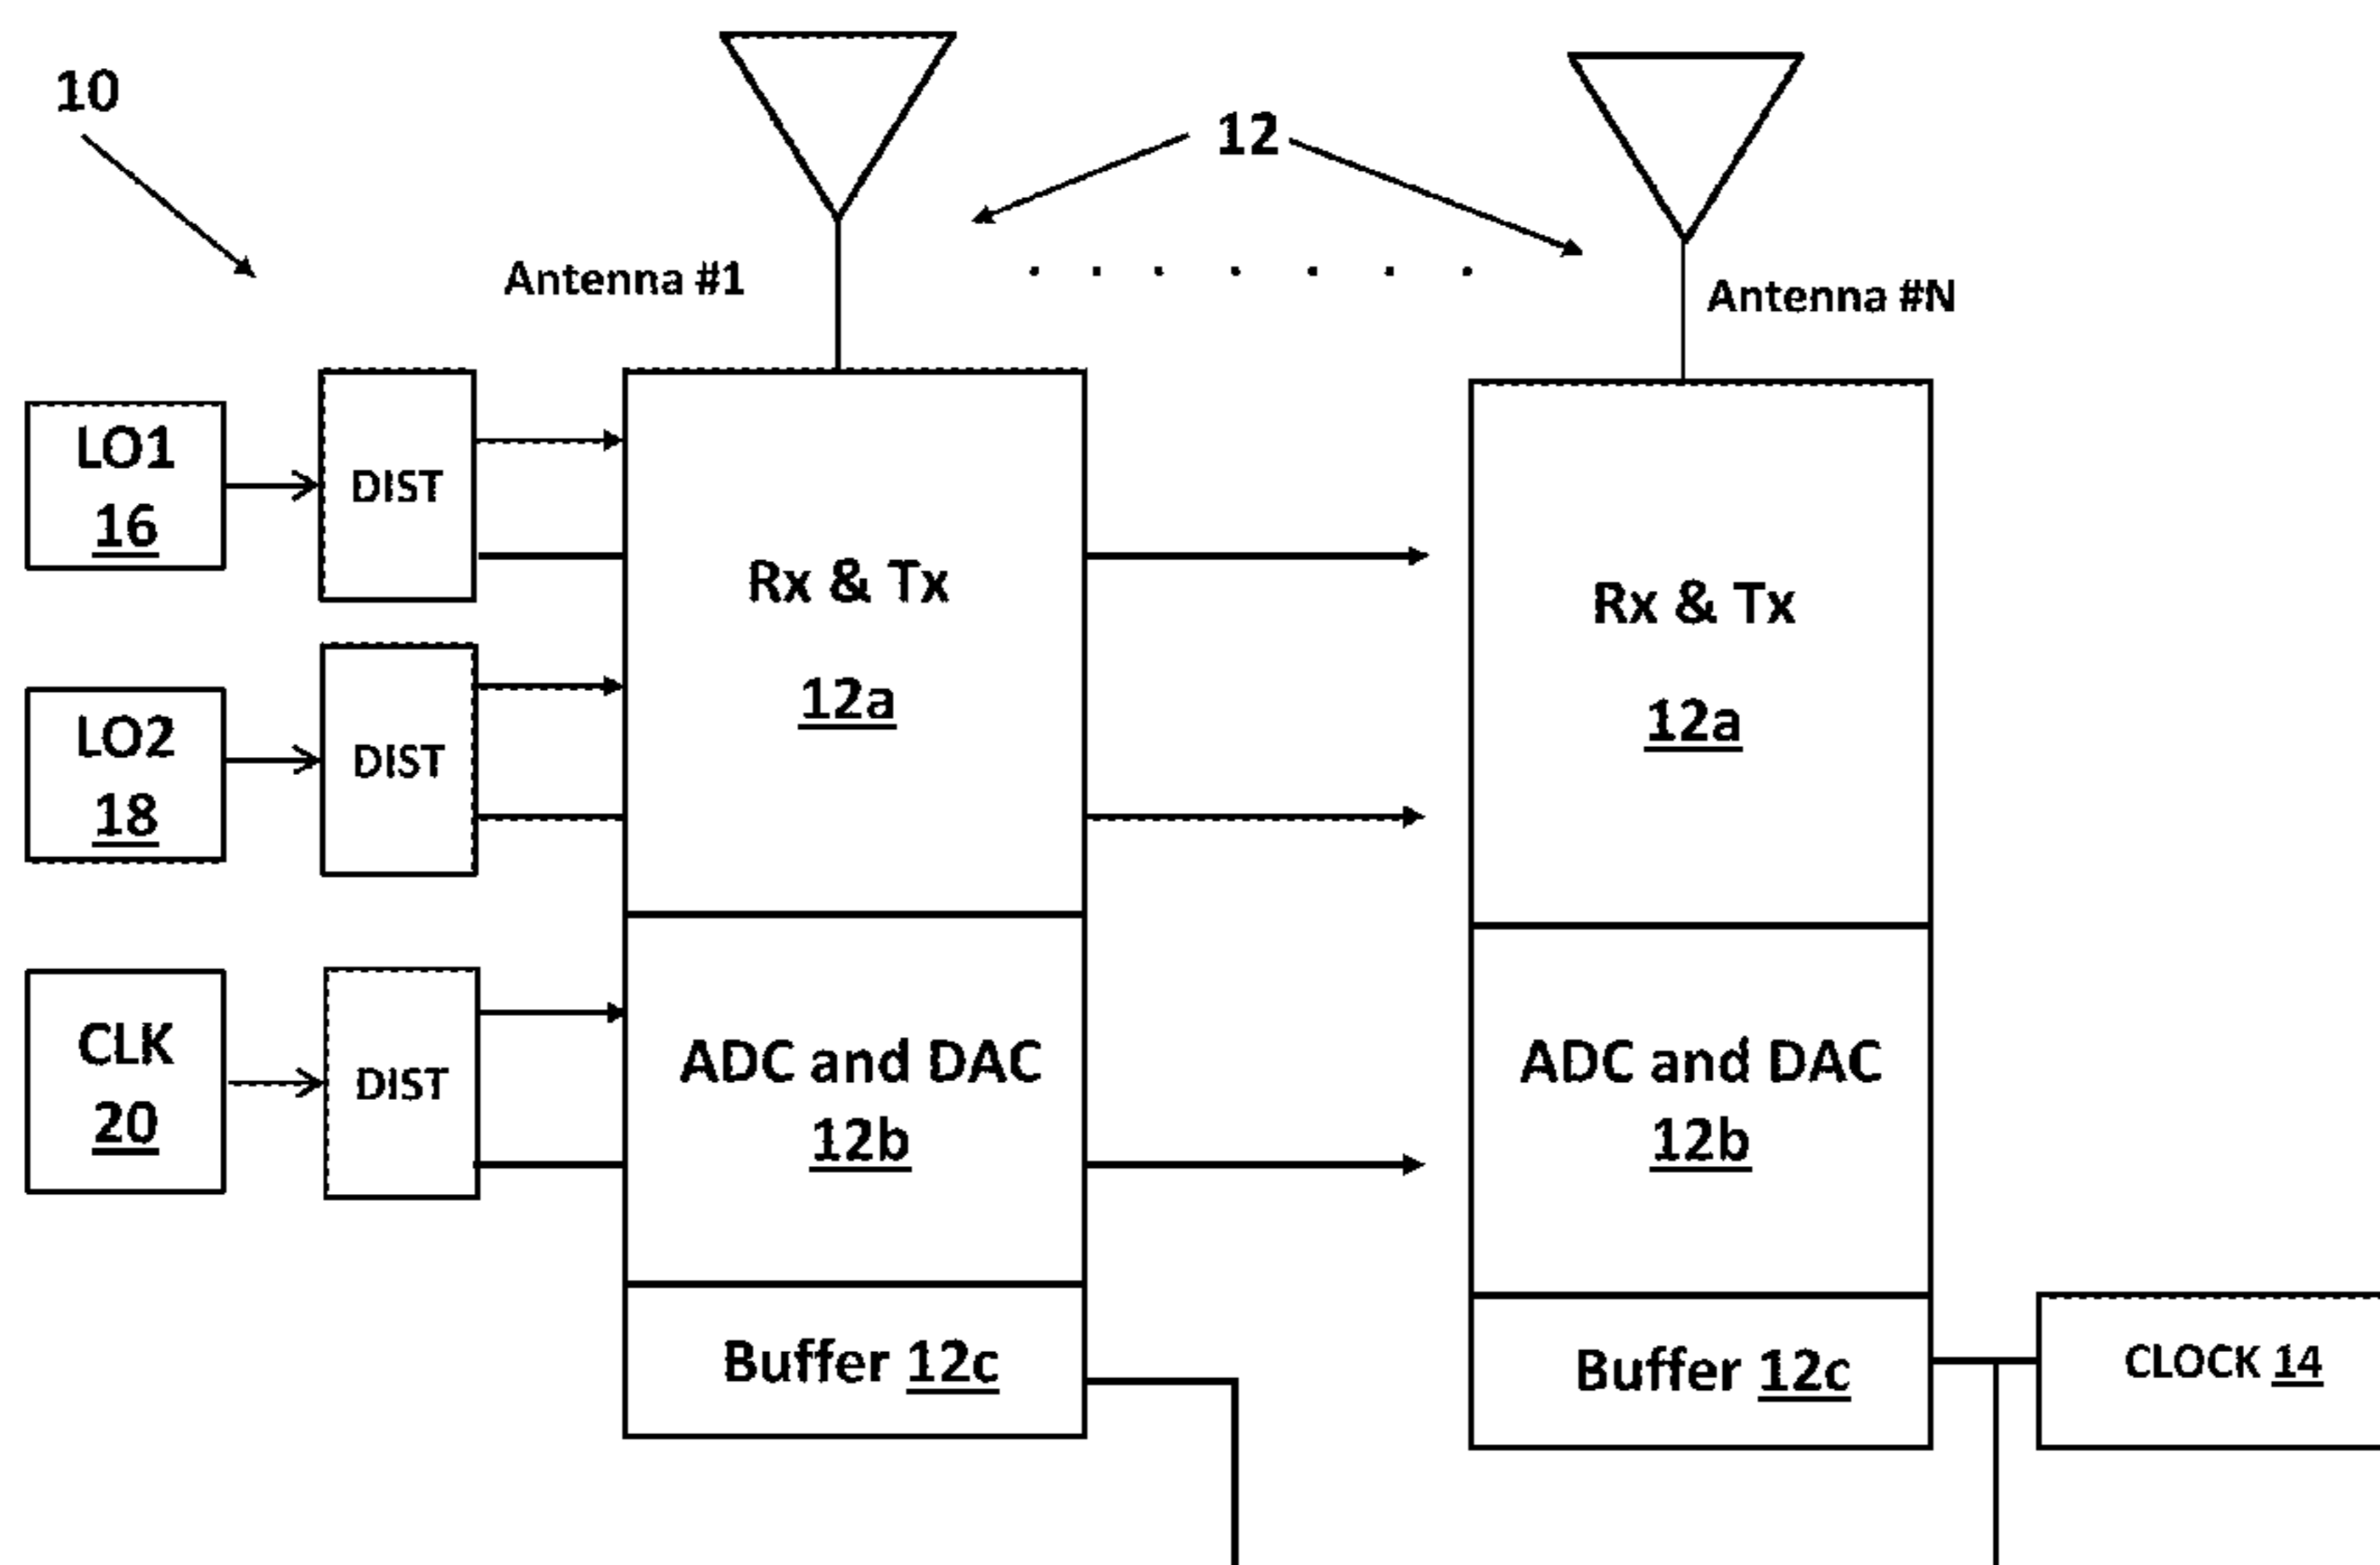 10
12
Antenna #1
Antenna #N
LO1
16
DIST
Rx & Tx
12a
Rx & Tx
12a
LO2
18
DIST
CLK
20
DIST
ADC and DAC
12b
ADC and DAC
12b
Buffer 12c
Buffer 12c
CLOCK 14